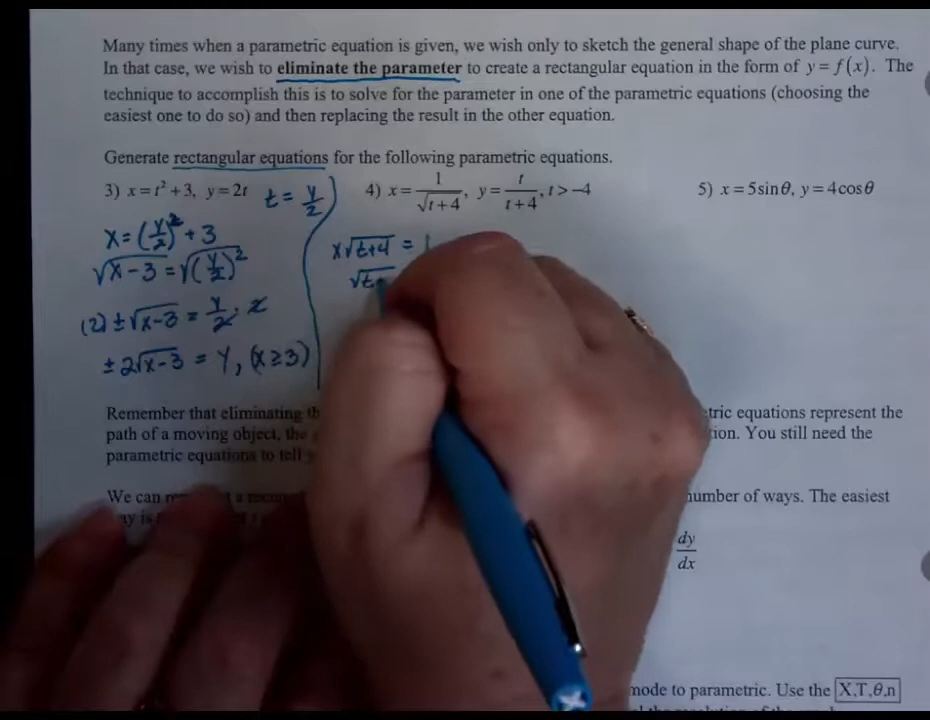 Many times when a parametric equation is given, we wish only to sketch the general shape of the plane curve.
In that case, we wish to eliminate the parameter to create a rectangular equation in the form of y = f(x). The
technique to accomplish this is to solve for the parameter in one of the parametric equations (choosing the
easiest one to do so) and then replacing the result in the other equation.
Generate rectangular equations for the following parametric equations.
3) x = t² + 3, y = 2t t = y/2
x = (y/2)² + 3
√x-3 = √(y/2)²
(2) ±√x-3 = y/2 · 2
±2√x-3 = y, (x≥3)
4) x = 1/√t+4, y = t/t+4, t > -4
x√t+4 =
5) x = 5sinθ, y = 4cosθ
Remember that eliminating tric equations represent the
path of a moving object, the ion. You still need the
parametric equations to tell
We can number of ways. The easiest
dy/dx
mode to parametric. Use the X,T,θ,n